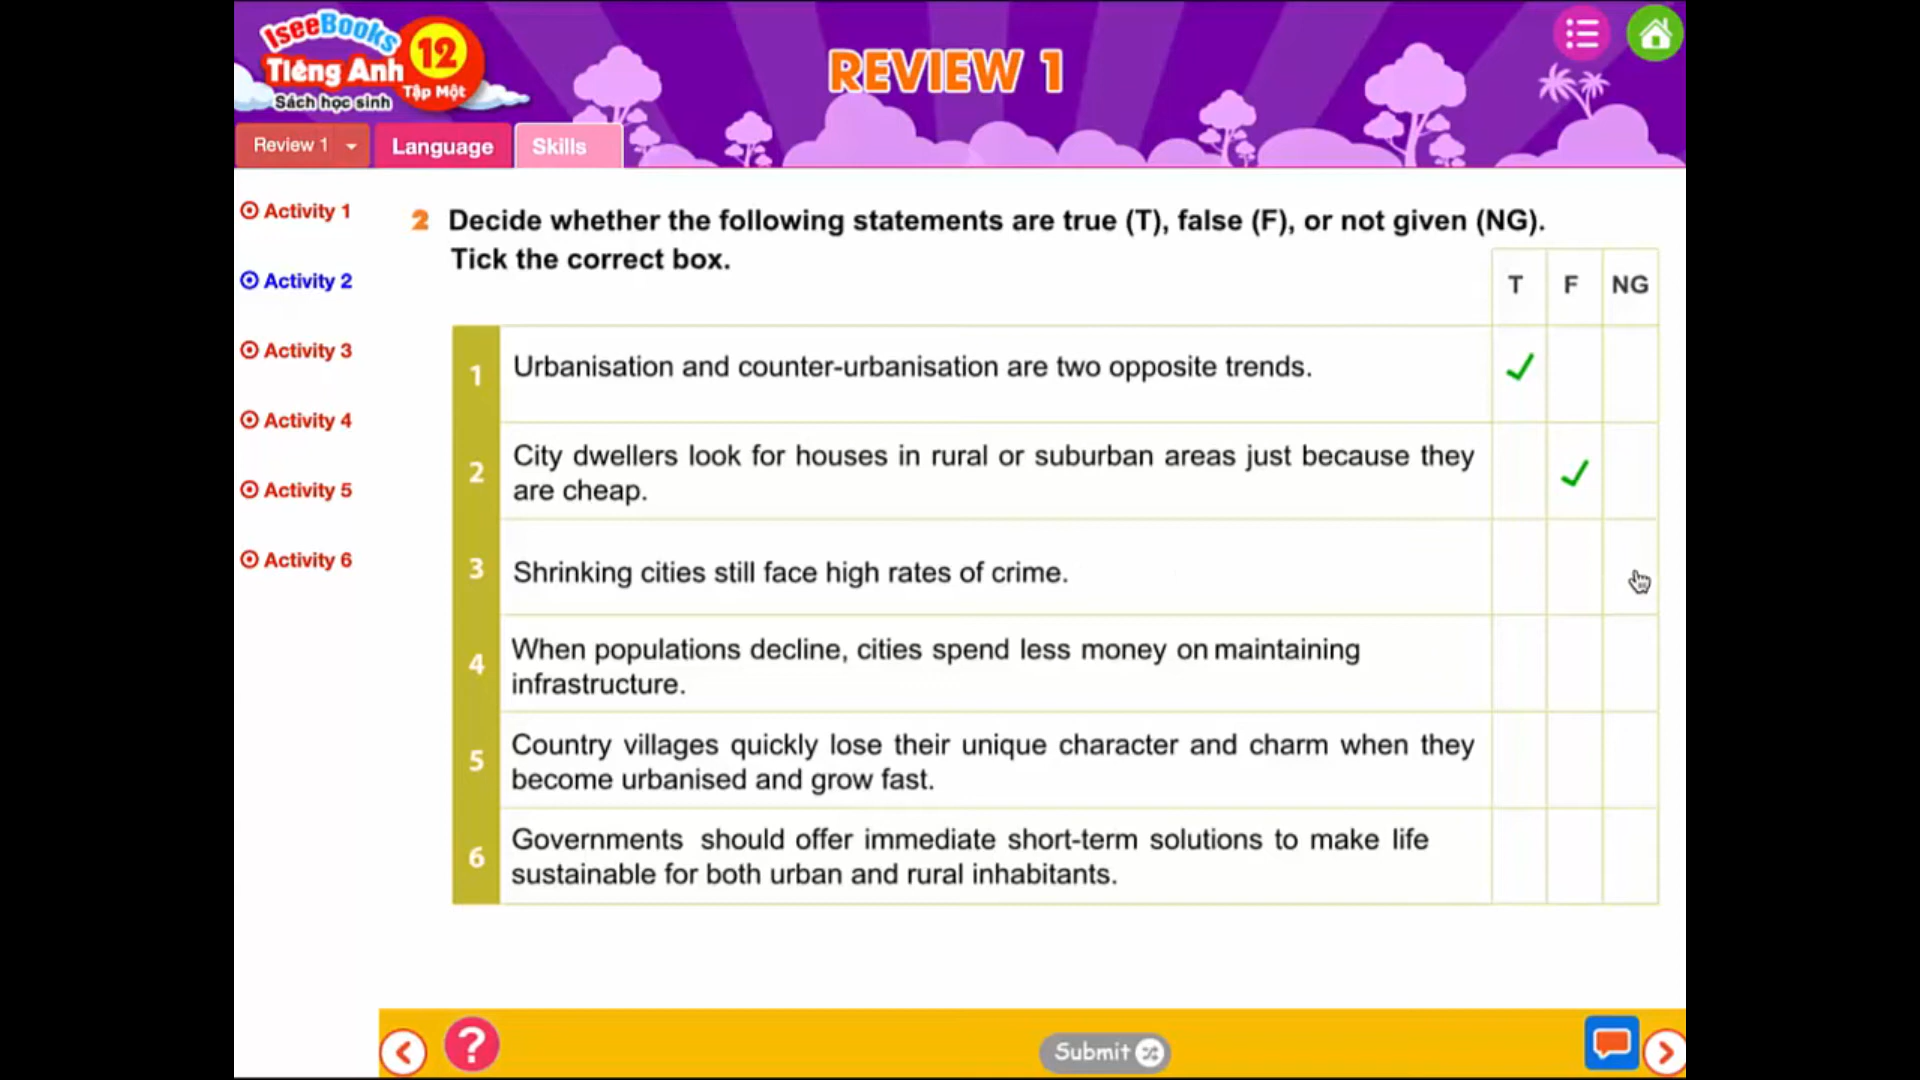 IseeBooks
Tiếng Anh 12
Tập Một
Sách học sinh
REVIEW 1
Review 1
Language
Skills
Activity 1
Activity 2
Activity 3
Activity 4
Activity 5
Activity 6
2 Decide whether the following statements are true (T), false (F), or not given (NG).
Tick the correct box.
T F NG
1 Urbanisation and counter-urbanisation are two opposite trends.
2 City dwellers look for houses in rural or suburban areas just because they
are cheap.
3 Shrinking cities still face high rates of crime.
4 When populations decline, cities spend less money on maintaining
infrastructure.
5 Country villages quickly lose their unique character and charm when they
become urbanised and grow fast.
6 Governments should offer immediate short-term solutions to make life
sustainable for both urban and rural inhabitants.
?
Submit